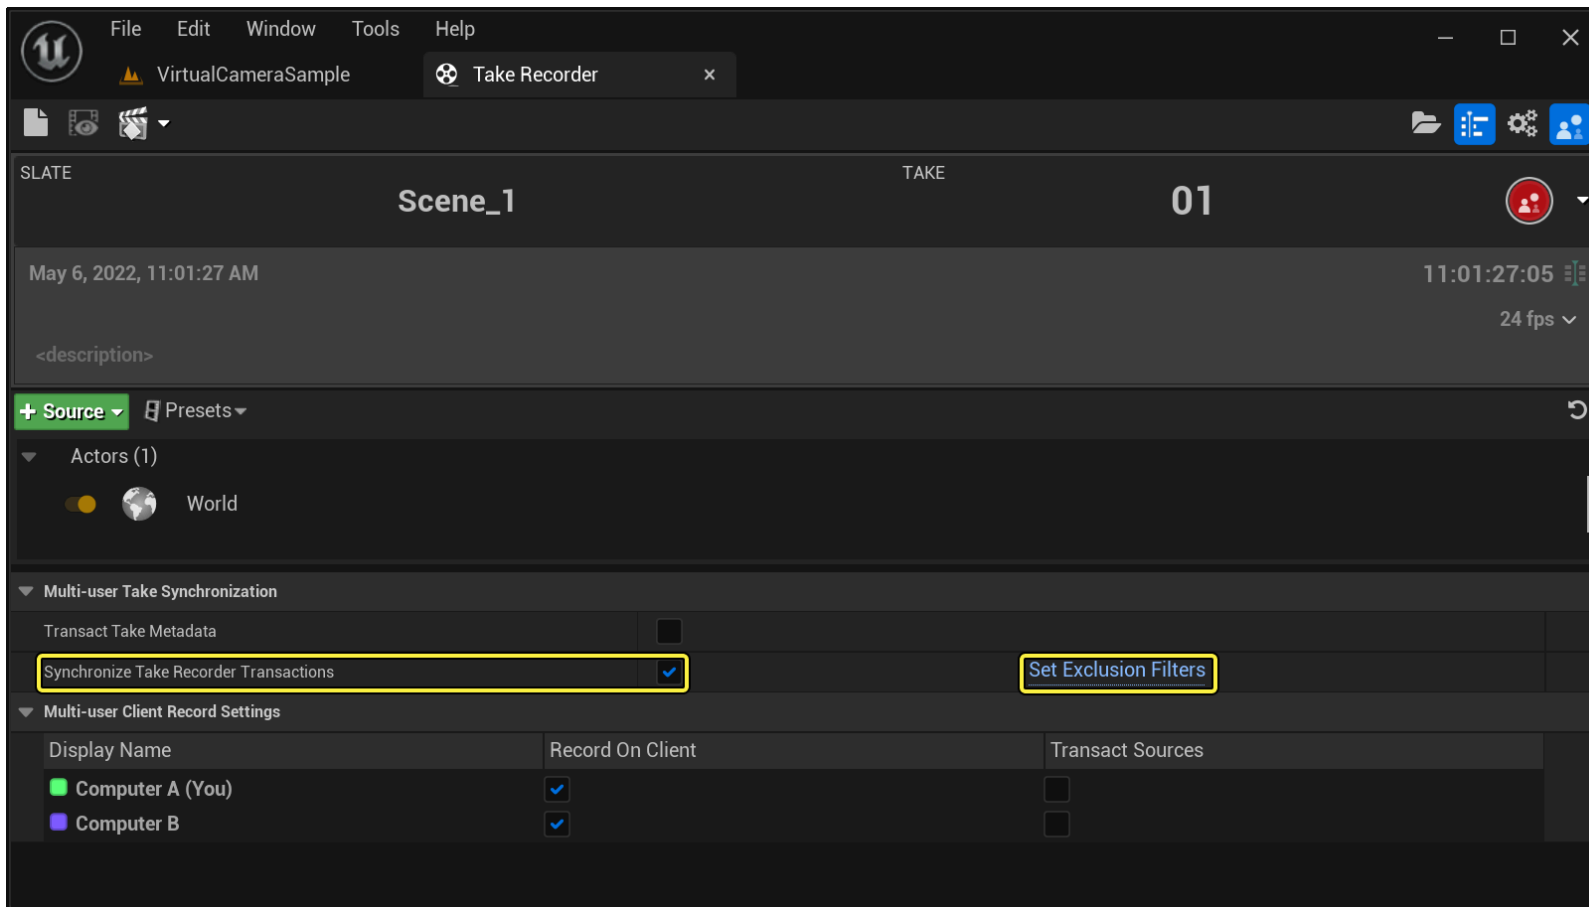 File Edit Window Tools Help
VirtualCameraSample Take Recorder
SLATE TAKE
Scene_1 01
May 6, 2022, 11:01:27 AM 11:01:27:05
24 fps
<description>
+ Source Presets
Actors (1)
World
Multi-user Take Synchronization
Transact Take Metadata
Synchronize Take Recorder Transactions Set Exclusion Filters
Multi-user Client Record Settings
Display Name Record On Client Transact Sources
Computer A (You)
Computer B